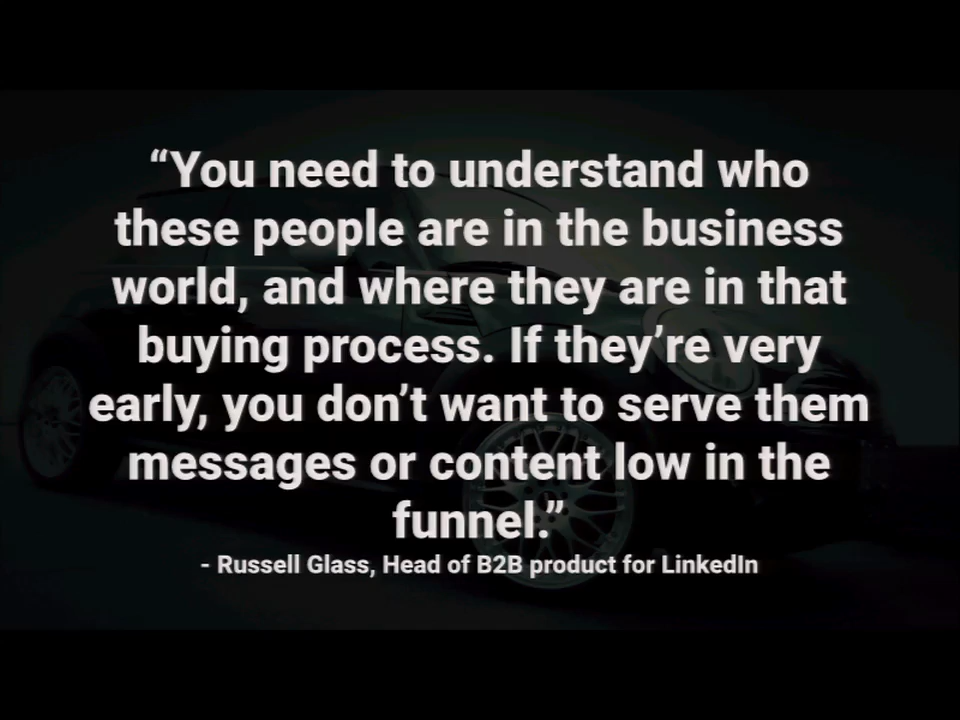 “You need to understand who
these people are in the business
world, and where they are in that
buying process. If they’re very
early, you don’t want to serve them
messages or content low in the
funnel.”
- Russell Glass, Head of B2B product for LinkedIn